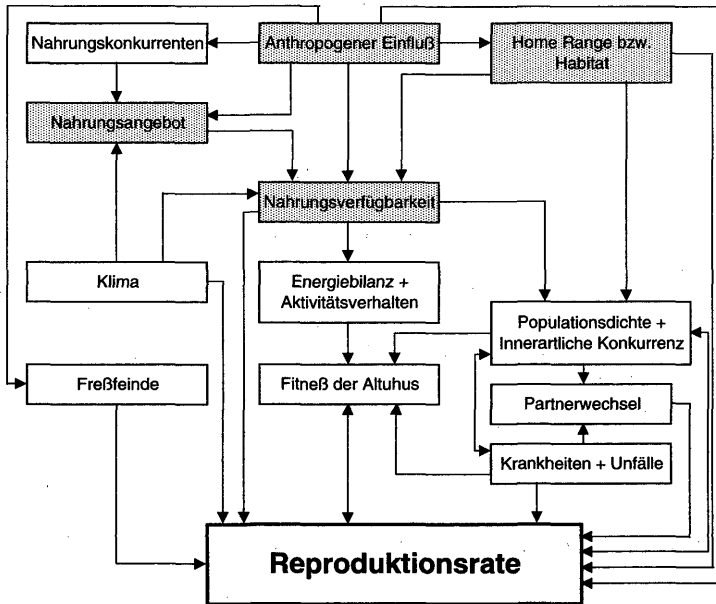 Nahrungskonkurrenten
Anthropogener Einfluß
Home Range bzw.
Habitat
Nahrungsangebot
Nahrungsverfügbarkeit
Klima
Energiebilanz +
Aktivitätsverhalten
Populationsdichte +
Innerartliche Konkurrenz
Freßfeinde
Fitneß der Altuhus
Partnerwechsel
Krankheiten + Unfälle
Reproduktionsrate